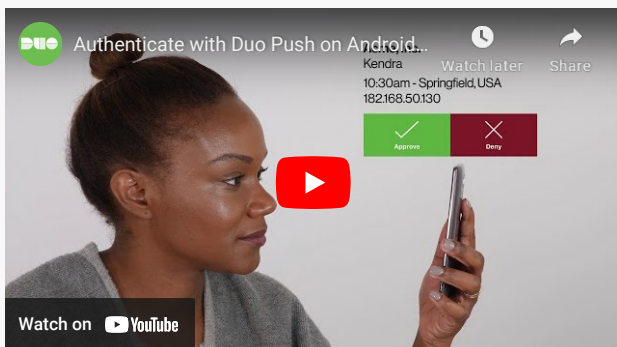 DUO
Authenticate with Duo Push on Android...
Watch later
Share
Kendra
10:30am - Springfield, USA
182.168.50.130
Approve
Deny
Watch on YouTube